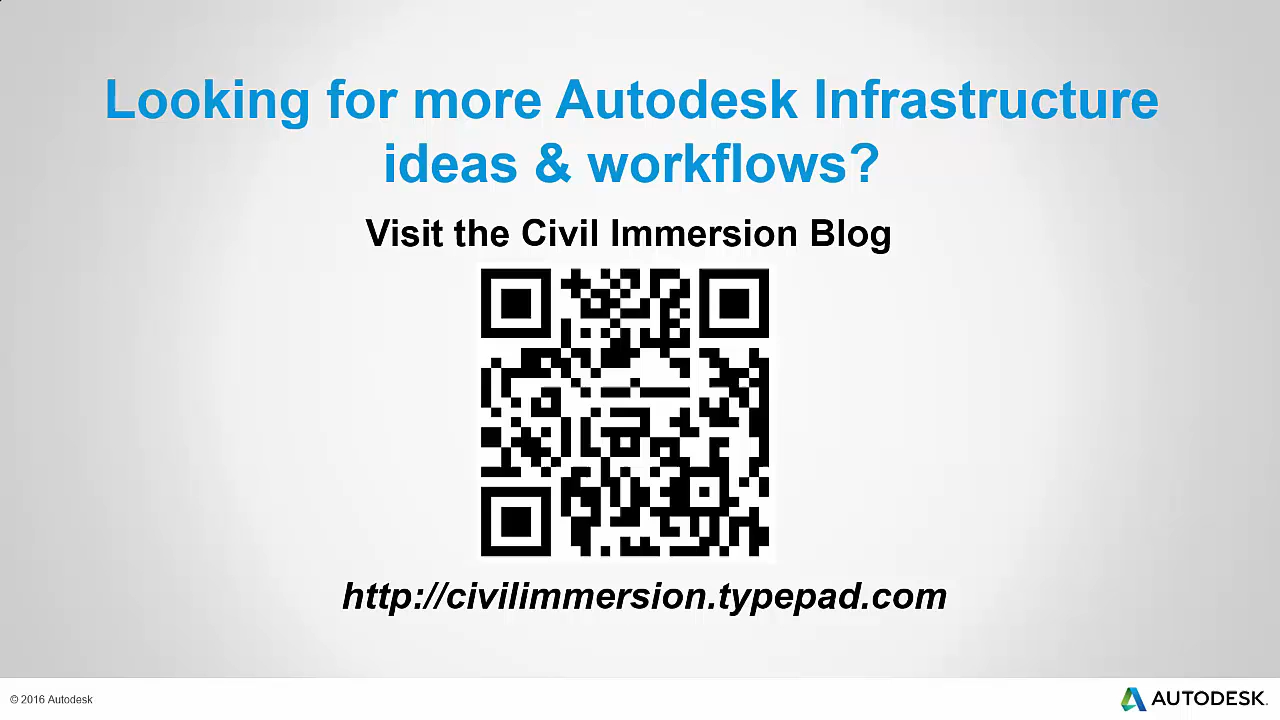 Looking for more Autodesk Infrastructure
ideas & workflows?
Visit the Civil Immersion Blog
http://civilimmersion.typepad.com
© 2016 Autodesk
AUTODESK.